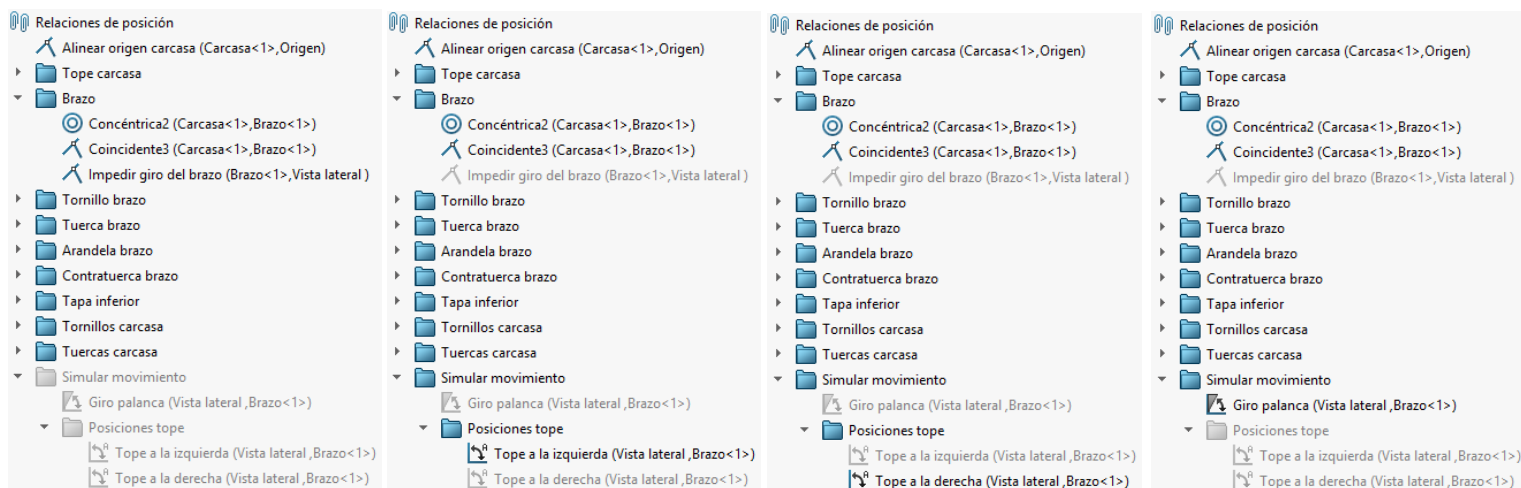 Relaciones de posición
Alinear origen carcasa (Carcasa<1>,Origen)
Tope carcasa
Brazo
Concéntrica2 (Carcasa<1>,Brazo<1>)
Coincidente3 (Carcasa<1>,Brazo<1>)
Impedir giro del brazo (Brazo<1>,Vista lateral )
Tornillo brazo
Tuerca brazo
Arandela brazo
Contratuerca brazo
Tapa inferior
Tornillos carcasa
Tuercas carcasa
Simular movimiento
Giro palanca (Vista lateral ,Brazo<1>)
Posiciones tope
Tope a la izquierda (Vista lateral ,Brazo<1>)
Tope a la derecha (Vista lateral ,Brazo<1>)
Relaciones de posición
Alinear origen carcasa (Carcasa<1>,Origen)
Tope carcasa
Brazo
Concéntrica2 (Carcasa<1>,Brazo<1>)
Coincidente3 (Carcasa<1>,Brazo<1>)
Impedir giro del brazo (Brazo<1>,Vista lateral )
Tornillo brazo
Tuerca brazo
Arandela brazo
Contratuerca brazo
Tapa inferior
Tornillos carcasa
Tuercas carcasa
Simular movimiento
Giro palanca (Vista lateral ,Brazo<1>)
Posiciones tope
Tope a la izquierda (Vista lateral ,Brazo<1>)
Tope a la derecha (Vista lateral ,Brazo<1>)
Relaciones de posición
Alinear origen carcasa (Carcasa<1>,Origen)
Tope carcasa
Brazo
Concéntrica2 (Carcasa<1>,Brazo<1>)
Coincidente3 (Carcasa<1>,Brazo<1>)
Impedir giro del brazo (Brazo<1>,Vista lateral )
Tornillo brazo
Tuerca brazo
Arandela brazo
Contratuerca brazo
Tapa inferior
Tornillos carcasa
Tuercas carcasa
Simular movimiento
Giro palanca (Vista lateral ,Brazo<1>)
Posiciones tope
Tope a la izquierda (Vista lateral ,Brazo<1>)
Tope a la derecha (Vista lateral ,Brazo<1>)
Relaciones de posición
Alinear origen carcasa (Carcasa<1>,Origen)
Tope carcasa
Brazo
Concéntrica2 (Carcasa<1>,Brazo<1>)
Coincidente3 (Carcasa<1>,Brazo<1>)
Impedir giro del brazo (Brazo<1>,Vista lateral )
Tornillo brazo
Tuerca brazo
Arandela brazo
Contratuerca brazo
Tapa inferior
Tornillos carcasa
Tuercas carcasa
Simular movimiento
Giro palanca (Vista lateral ,Brazo<1>)
Posiciones tope
Tope a la izquierda (Vista lateral ,Brazo<1>)
Tope a la derecha (Vista lateral ,Brazo<1>)